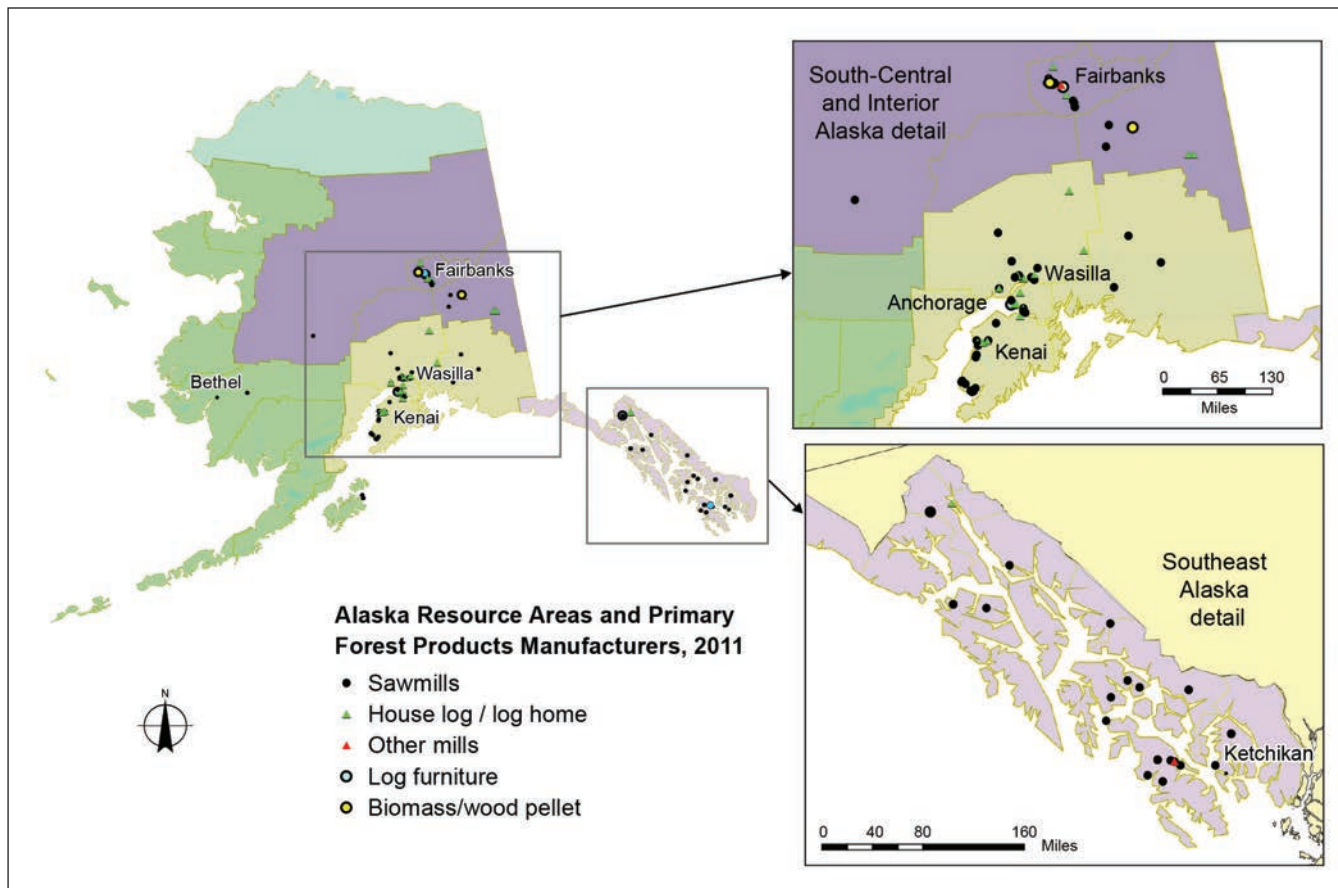 Fairbanks
Bethel
Wasilla
Kenai
South-Central
and Interior
Alaska detail
Fairbanks
Wasilla
Anchorage
Kenai
0 65 130
Miles
Southeast
Alaska
detail
Ketchikan
0 40 80 160
Miles
Alaska Resource Areas and Primary
Forest Products Manufacturers, 2011
Sawmills
House log / log home
Other mills
Log furniture
Biomass/wood pellet
N